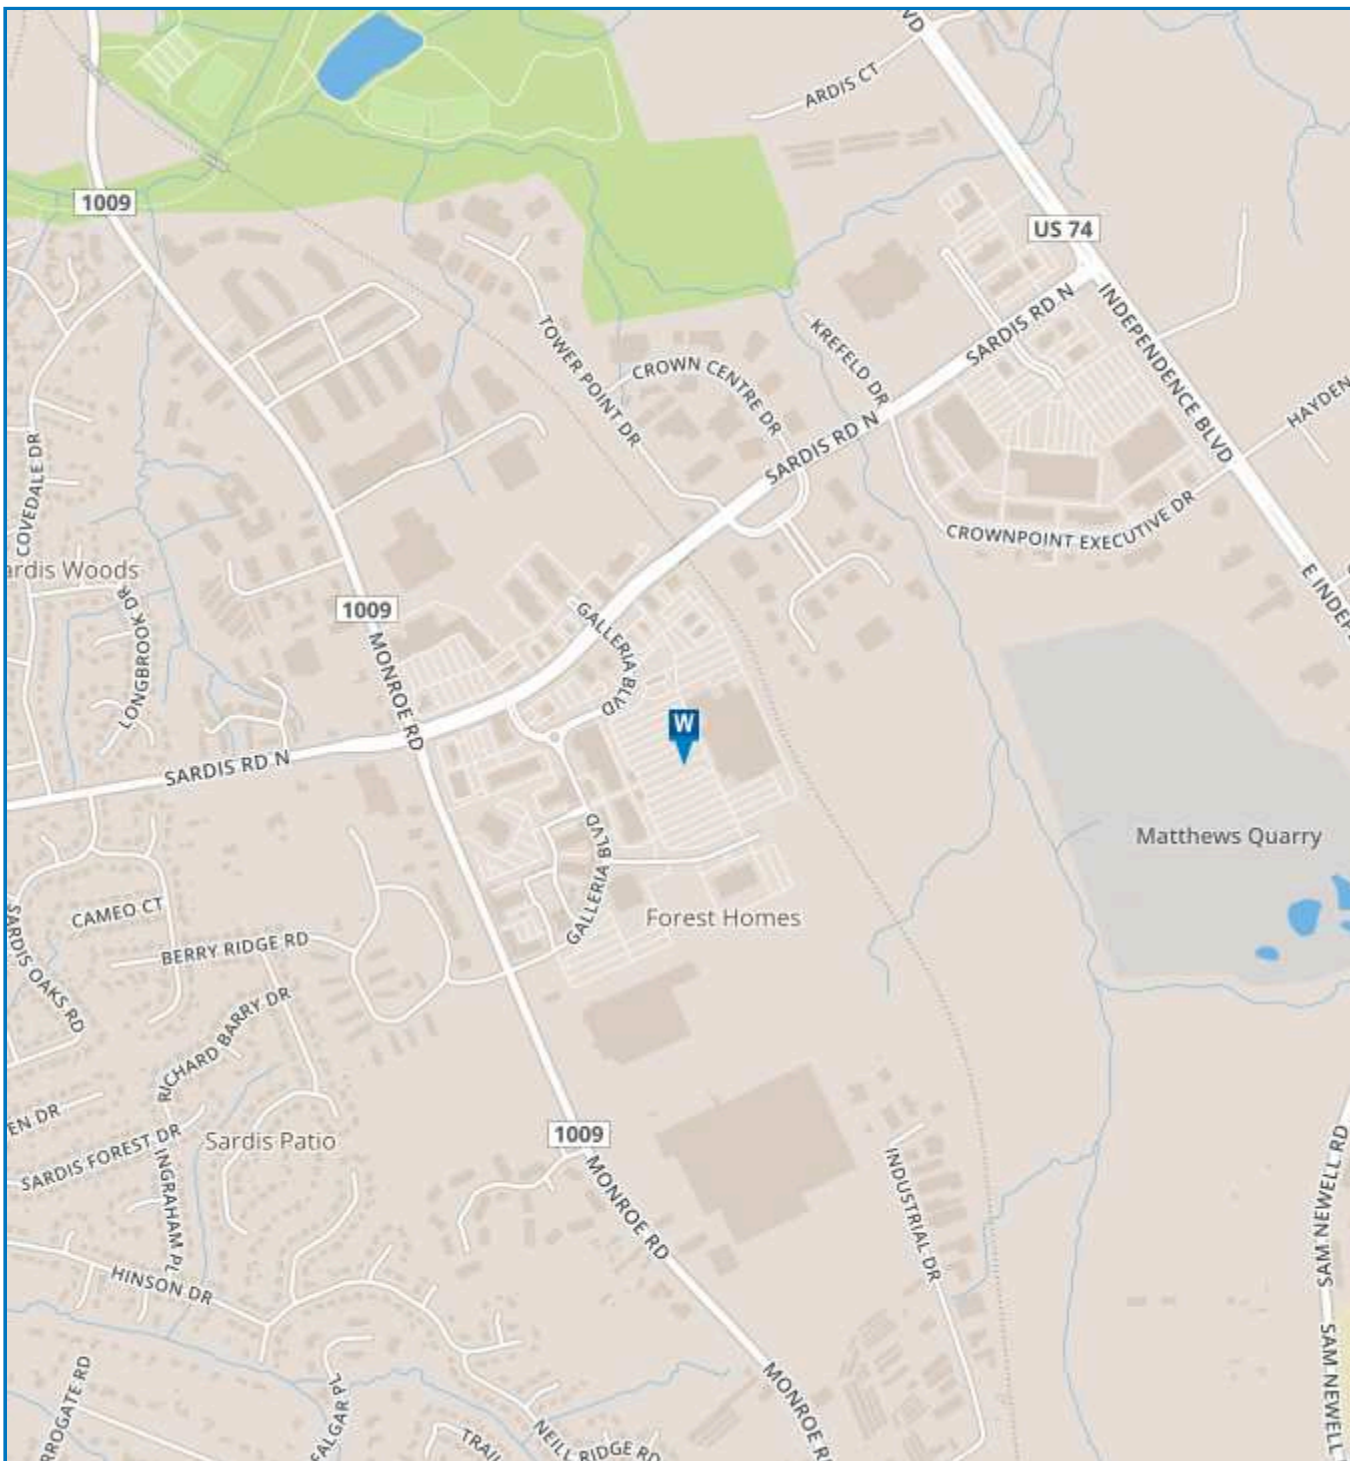 VD
ARDIS CT
1009
US 74
SARDIS RD N
INDEPENDENCE BLVD
KREFELD DR
TOWER POINT DR
CROWN CENTRE DR
HAYDEN
SARDIS RD N
COVEDALE DR
CROWNPOINT EXECUTIVE DR
ardis Woods
E INDEP
LONGBROOK DR
1009
GALLERIA BLVD
MONROE RD
W
SARDIS RD N
Matthews Quarry
GALLERIA BLVD
CAMEO CT
Forest Homes
BERRY RIDGE RD
SARDIS OAKS RD
RICHARD BARRY DR
EN DR
1009
SARDIS FOREST DR
Sardis Patio
INGRAHAM PL
MONROE RD
INDUSTRIAL DR
SAM NEWELL RD
HINSON DR
SAM NEWELL
RROGATE RD
FALGAR PL
MONROE R
NEILL RIDGE RD
TRAI